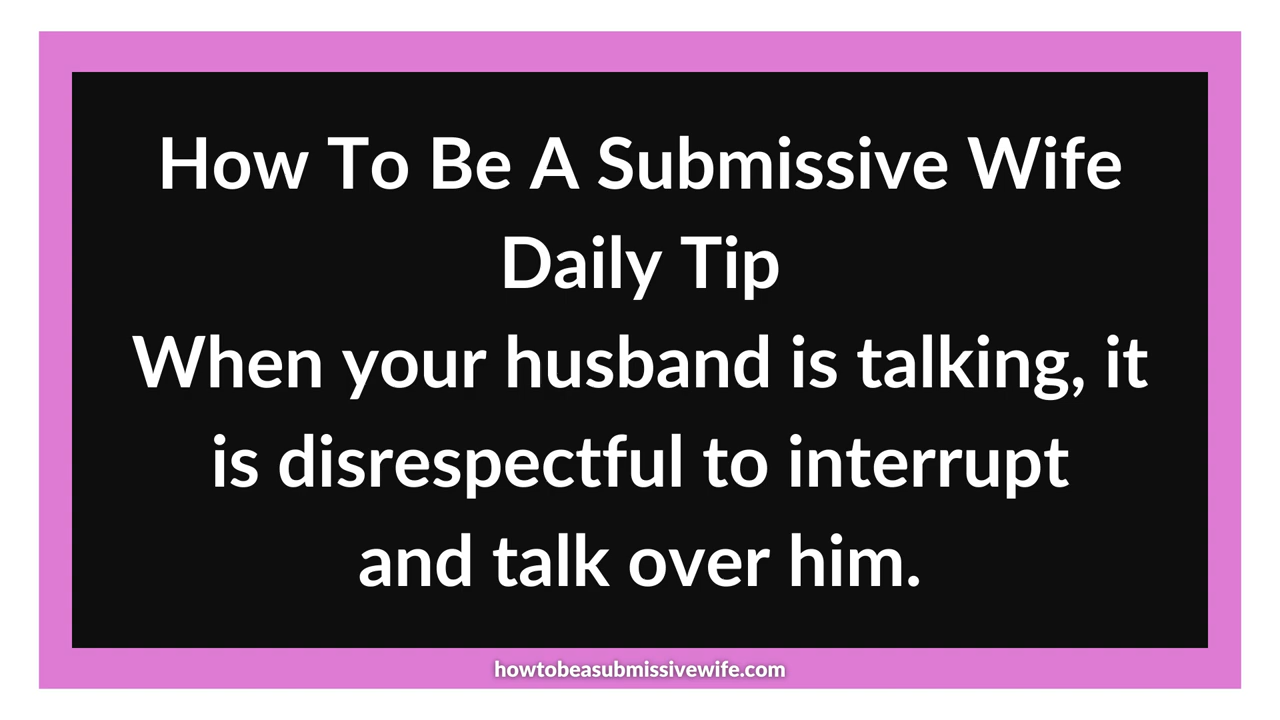 How To Be A Submissive Wife
Daily Tip
When your husband is talking, it
is disrespectful to interrupt
and talk over him.
howtobeasubmissivewife.com